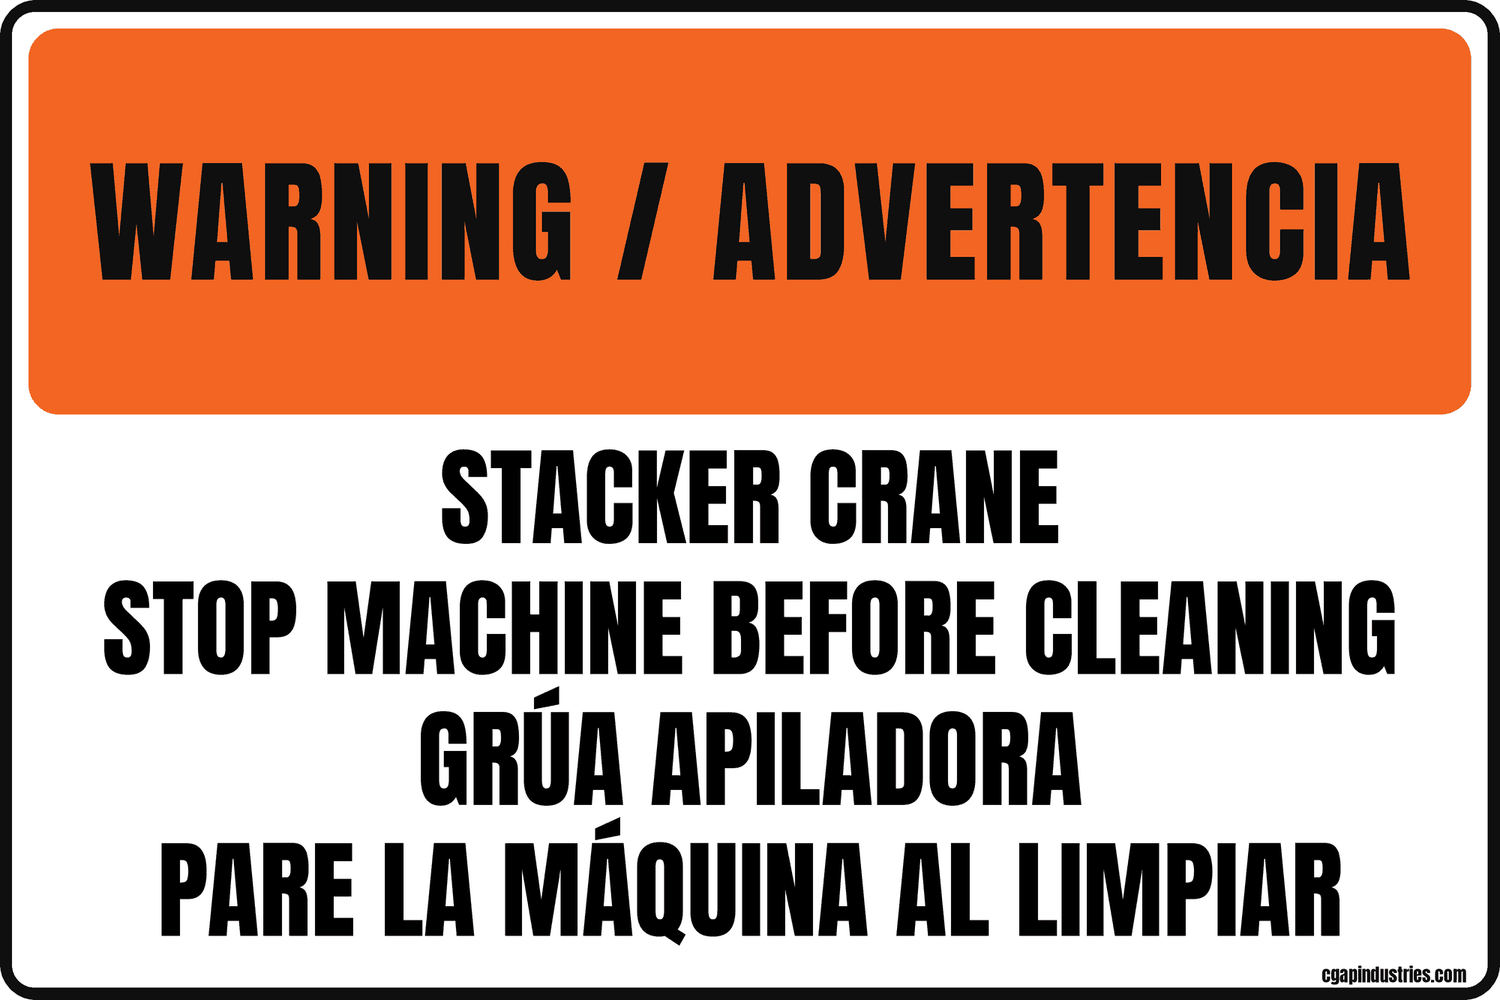 WARNING / ADVERTENCIA
STACKER CRANE
STOP MACHINE BEFORE CLEANING
GRÚA APILADORA
PARE LA MÁQUINA AL LIMPIAR
cgapindustries.com